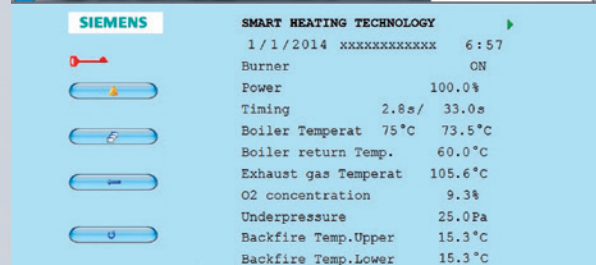 SIEMENS
SMART HEATING TECHNOLOGY
1/1/2014 xxxxxxxxxxxx 6:57
Burner ON
Power 100.0%
Timing 2.8s/ 33.0s
Boiler Temperat 75°C 73.5°C
Boiler return Temp. 60.0°C
Exhaust gas Temperat 105.6°C
O2 concentration 9.3%
Underpressure 25.0Pa
Backfire Temp.Upper 15.3°C
Backfire Temp.Lower 15.3°C